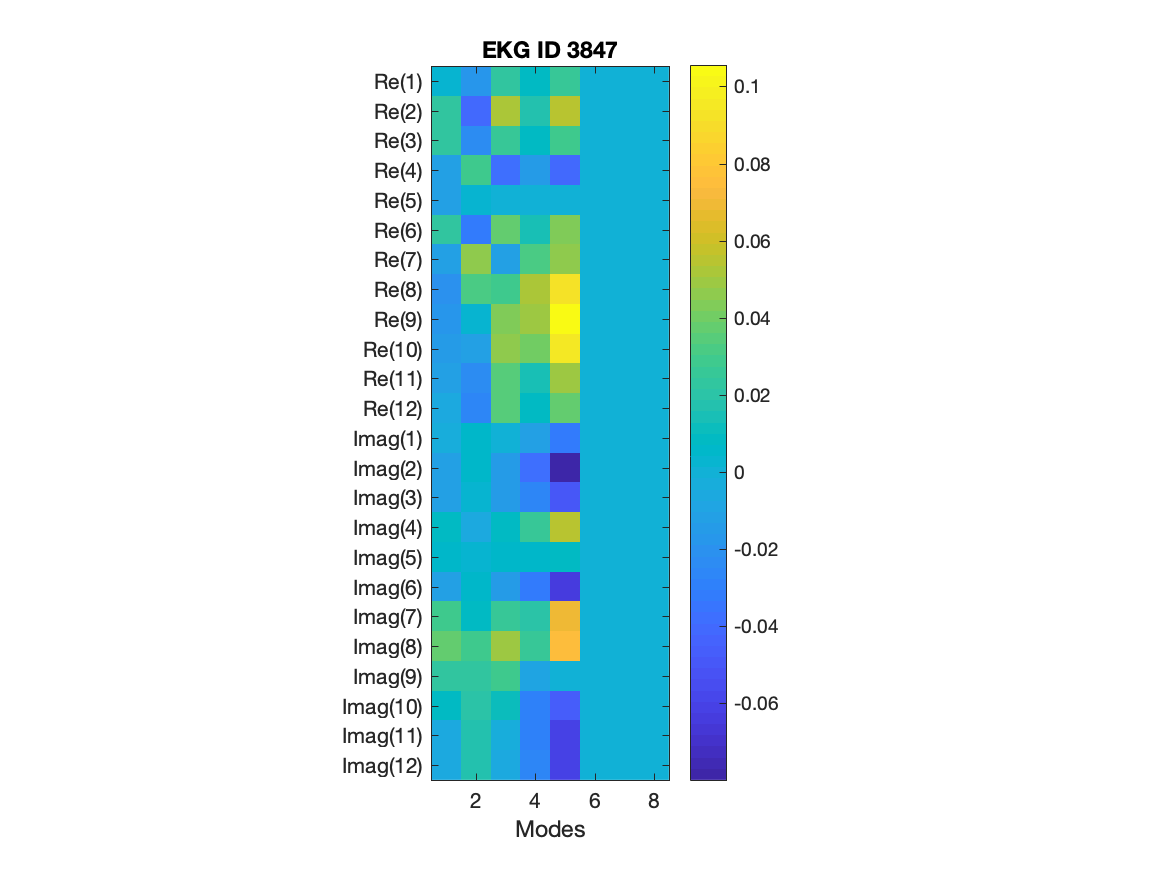 EKG ID 3847
Re(1)
Re(2)
Re(3)
Re(4)
Re(5)
Re(6)
Re(7)
Re(8)
Re(9)
Re(10)
Re(11)
Re(12)
Imag(1)
Imag(2)
Imag(3)
Imag(4)
Imag(5)
Imag(6)
Imag(7)
Imag(8)
Imag(9)
Imag(10)
Imag(11)
Imag(12)
2 4 6 8
Modes
0.1
0.08
0.06
0.04
0.02
0
-0.02
-0.04
-0.06